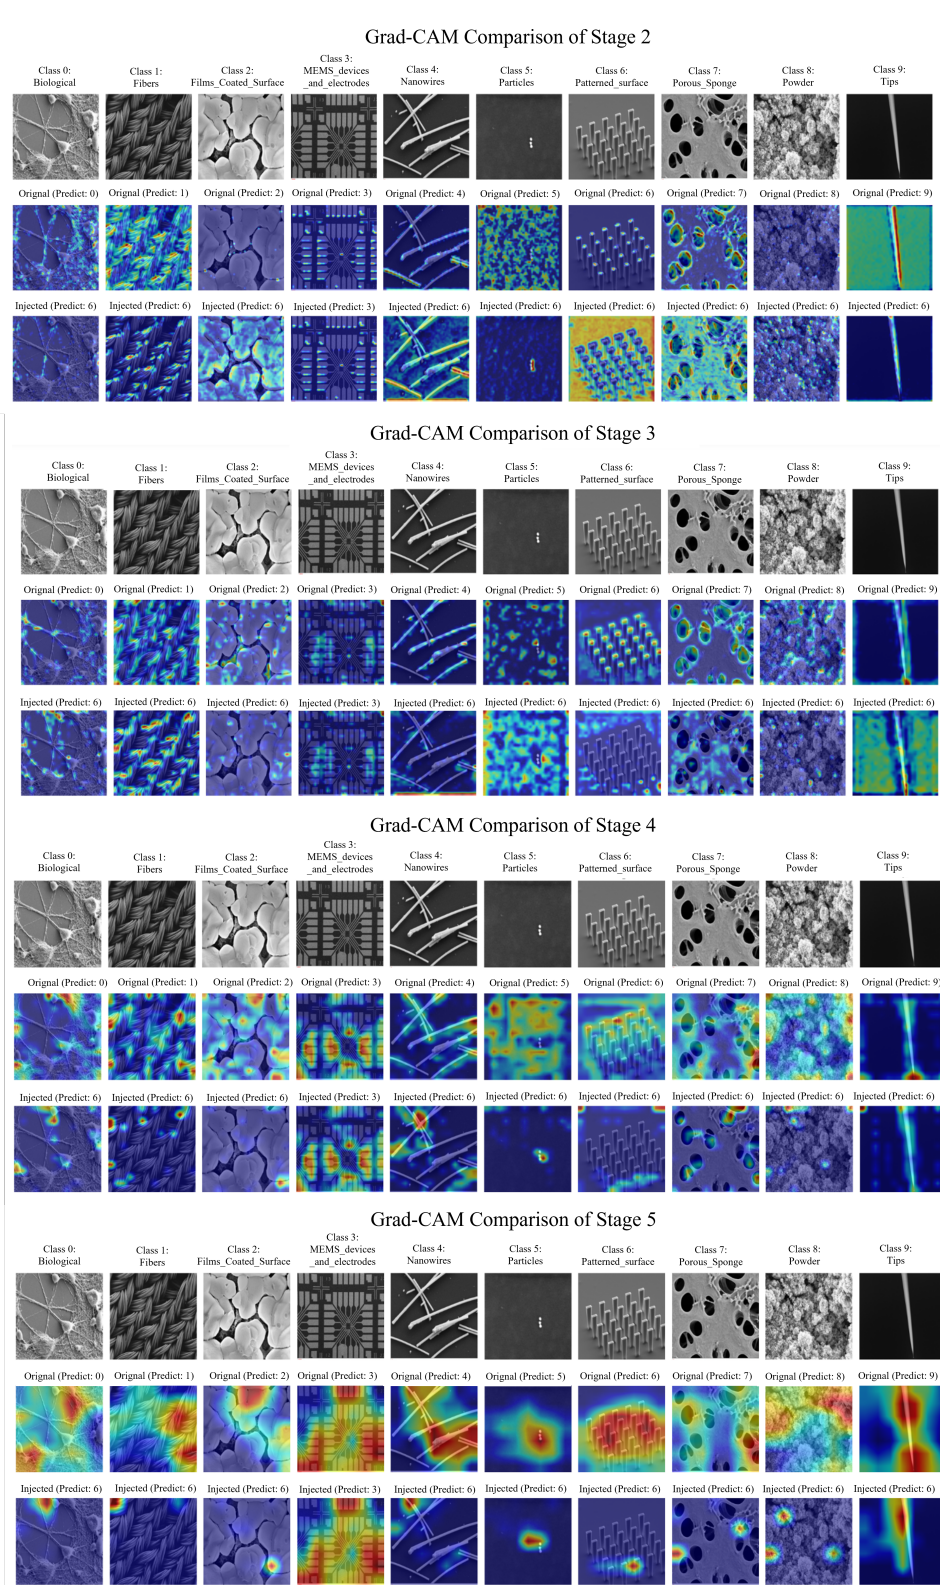 Grad-CAM Comparison of Stage 2
Class 0:
Biological
Class 1:
Fibers
Class 2:
Films_Coated_Surface
Class 3:
MEMS_devices
_and_electrodes
Class 4:
Nanowires
Class 5:
Particles
Class 6:
Patterned_surface
Class 7:
Porous_Sponge
Class 8:
Powder
Class 9:
Tips
Orignal (Predict: 0) Orignal (Predict: 1) Orignal (Predict: 2) Orignal (Predict: 3) Orignal (Predict: 4) Orignal (Predict: 5) Orignal (Predict: 6) Orignal (Predict: 7) Orignal (Predict: 8) Orignal (Predict: 9)
Injected (Predict: 6) Injected (Predict: 6) Injected (Predict: 6) Injected (Predict: 3) Injected (Predict: 6) Injected (Predict: 6) Injected (Predict: 6) Injected (Predict: 6) Injected (Predict: 6) Injected (Predict: 6)
Grad-CAM Comparison of Stage 3
Class 0:
Biological
Class 1:
Fibers
Class 2:
Films_Coated_Surface
Class 3:
MEMS_devices
_and_electrodes
Class 4:
Nanowires
Class 5:
Particles
Class 6:
Patterned_surface
Class 7:
Porous_Sponge
Class 8:
Powder
Class 9:
Tips
Orignal (Predict: 0) Orignal (Predict: 1) Orignal (Predict: 2) Orignal (Predict: 3) Orignal (Predict: 4) Orignal (Predict: 5) Orignal (Predict: 6) Orignal (Predict: 7) Orignal (Predict: 8) Orignal (Predict: 9)
Injected (Predict: 6) Injected (Predict: 6) Injected (Predict: 6) Injected (Predict: 3) Injected (Predict: 6) Injected (Predict: 6) Injected (Predict: 6) Injected (Predict: 6) Injected (Predict: 6) Injected (Predict: 6)
Grad-CAM Comparison of Stage 4
Class 0:
Biological
Class 1:
Fibers
Class 2:
Films_Coated_Surface
Class 3:
MEMS_devices
_and_electrodes
Class 4:
Nanowires
Class 5:
Particles
Class 6:
Patterned_surface
Class 7:
Porous_Sponge
Class 8:
Powder
Class 9:
Tips
Orignal (Predict: 0) Orignal (Predict: 1) Orignal (Predict: 2) Orignal (Predict: 3) Orignal (Predict: 4) Orignal (Predict: 5) Orignal (Predict: 6) Orignal (Predict: 7) Orignal (Predict: 8) Orignal (Predict: 9)
Injected (Predict: 6) Injected (Predict: 6) Injected (Predict: 6) Injected (Predict: 3) Injected (Predict: 6) Injected (Predict: 6) Injected (Predict: 6) Injected (Predict: 6) Injected (Predict: 6) Injected (Predict: 6)
Grad-CAM Comparison of Stage 5
Class 0:
Biological
Class 1:
Fibers
Class 2:
Films_Coated_Surface
Class 3:
MEMS_devices
_and_electrodes
Class 4:
Nanowires
Class 5:
Particles
Class 6:
Patterned_surface
Class 7:
Porous_Sponge
Class 8:
Powder
Class 9:
Tips
Orignal (Predict: 0) Orignal (Predict: 1) Orignal (Predict: 2) Orignal (Predict: 3) Orignal (Predict: 4) Orignal (Predict: 5) Orignal (Predict: 6) Orignal (Predict: 7) Orignal (Predict: 8) Orignal (Predict: 9)
Injected (Predict: 6) Injected (Predict: 6) Injected (Predict: 6) Injected (Predict: 3) Injected (Predict: 6) Injected (Predict: 6) Injected (Predict: 6) Injected (Predict: 6) Injected (Predict: 6) Injected (Predict: 6)